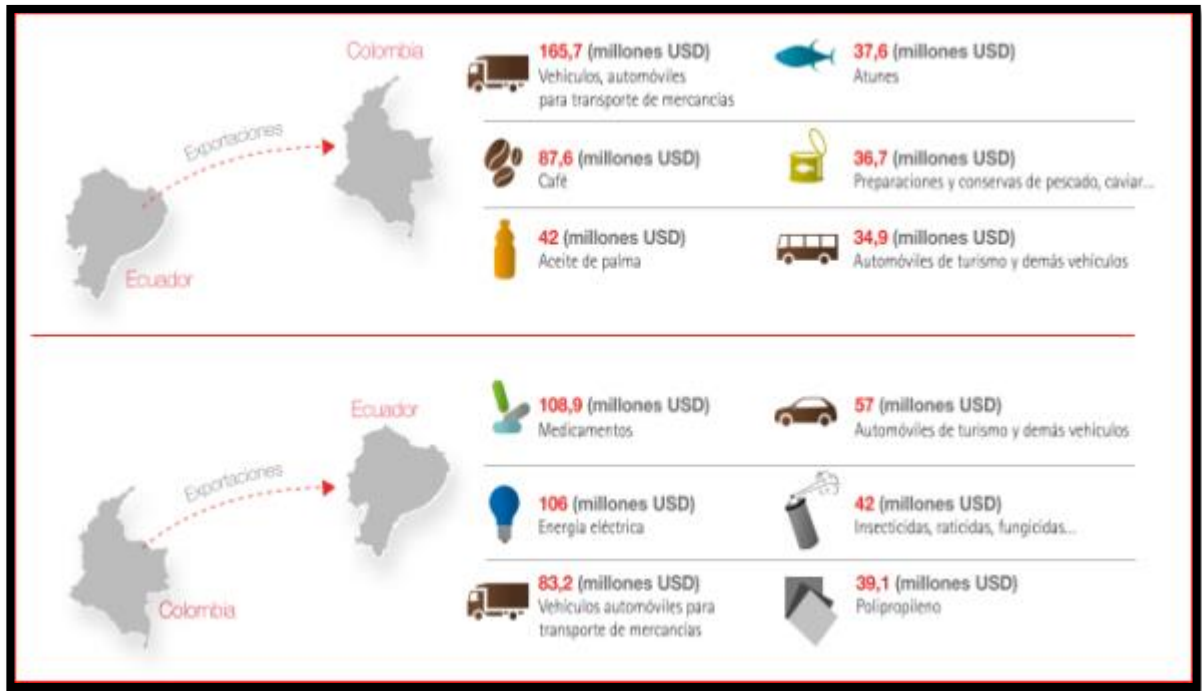 Colombia
Exportaciones
Ecuador
165,7 (millones USD)
Vehículos, automóviles
para transporte de mercancías
37,6 (millones USD)
Atunes
87,6 (millones USD)
Café
36,7 (millones USD)
Preparaciones y conservas de pescado, caviar...
42 (millones USD)
Aceite de palma
34,9 (millones USD)
Automóviles de turismo y demás vehículos
Ecuador
Exportaciones
Colombia
108,9 (millones USD)
Medicamentos
57 (millones USD)
Automóviles de turismo y demás vehículos
106 (millones USD)
Energía eléctrica
42 (millones USD)
Insecticidas, raticidas, fungicidas...
83,2 (millones USD)
Vehículos automóviles para
transporte de mercancías
39,1 (millones USD)
Polipropileno